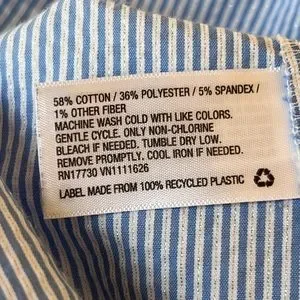 58% COTTON / 36% POLYESTER / 5% SPANDEX /
1% OTHER FIBER
MACHINE WASH COLD WITH LIKE COLORS.
GENTLE CYCLE. ONLY NON-CHLORINE
BLEACH IF NEEDED. TUMBLE DRY LOW.
REMOVE PROMPTLY. COOL IRON IF NEEDED.
RN17730 VN1111626
LABEL MADE FROM 100% RECYCLED PLASTIC